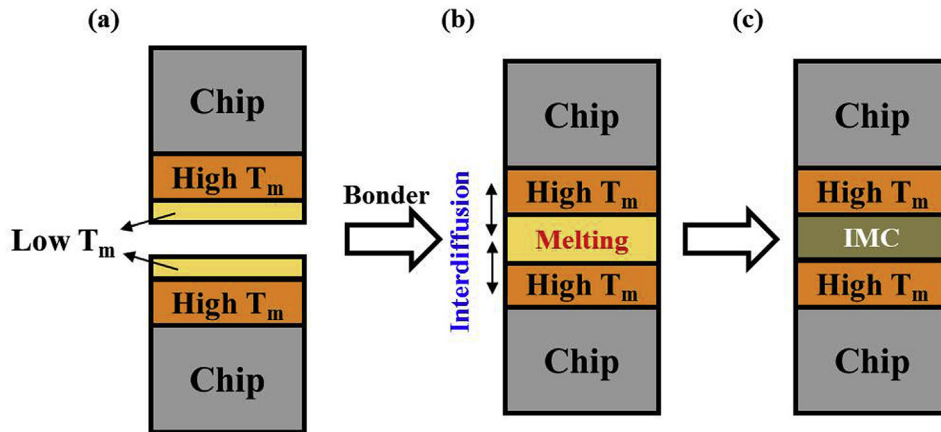 (a)
(b)
(c)
Chip
High Tm
Low Tm
High Tm
Chip
Bonder
Interdiffusion
Chip
High Tm
Melting
High Tm
Chip
Chip
High Tm
IMC
High Tm
Chip